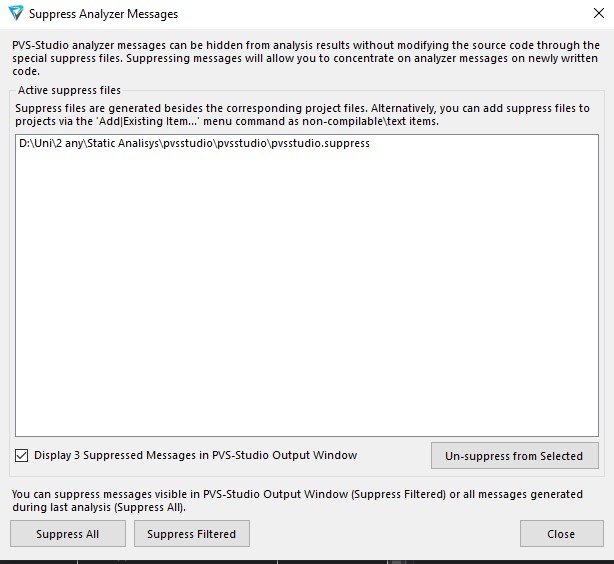 Suppress Analyzer Messages
PVS-Studio analyzer messages can be hidden from analysis results without modifying the source code through the
special suppress files. Suppressing messages will allow you to concentrate on analyzer messages on newly written
code.
Active suppress files
Suppress files are generated besides the corresponding project files. Alternatively, you can add suppress files to
projects via the 'Add|Existing Item...' menu command as non-compilable\text items.
D:\Uni\2 any\Static Analisys\pvsstudio\pvsstudio\pvsstudio.suppress
Display 3 Suppressed Messages in PVS-Studio Output Window
Un-suppress from Selected
You can suppress messages visible in PVS-Studio Output Window (Suppress Filtered) or all messages generated
during last analysis (Suppress All).
Suppress All
Suppress Filtered
Close